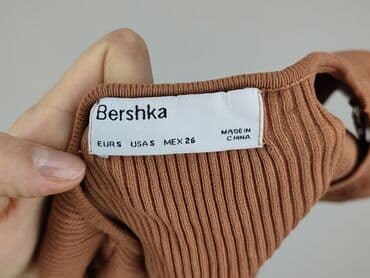 Bershka
EUR S USA S MEX 26
MADE IN
CHINA